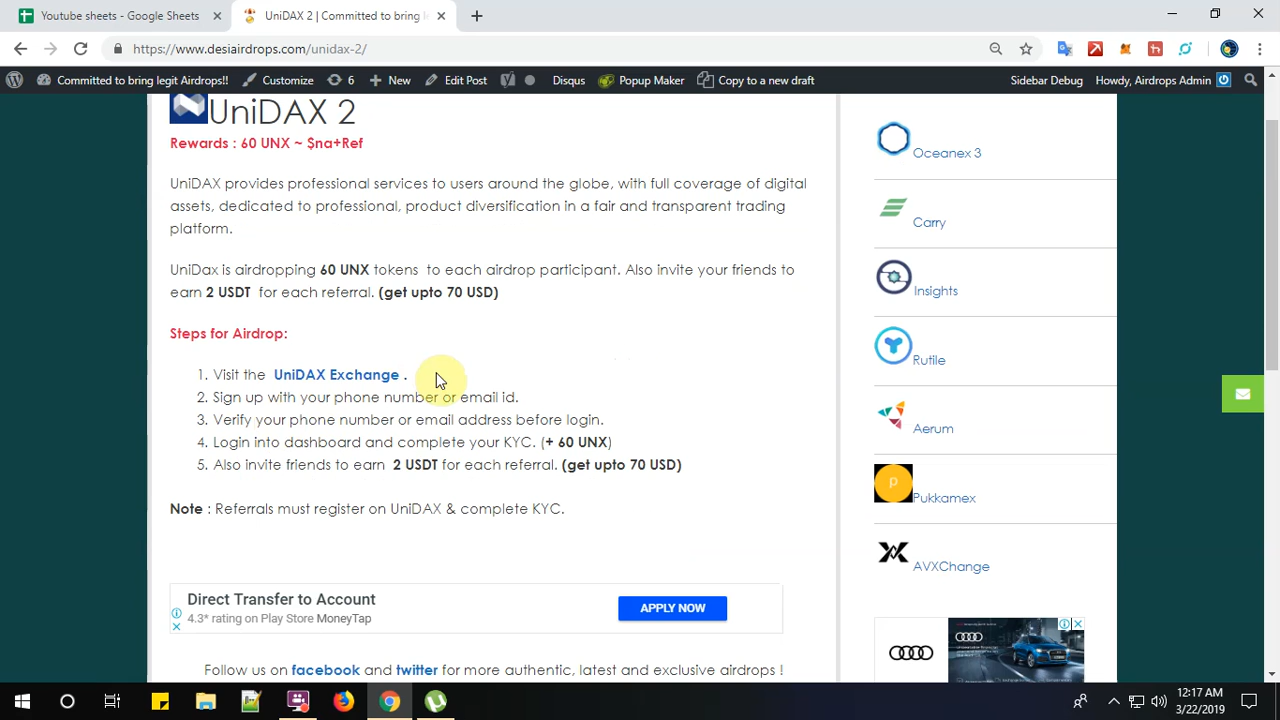 Youtube sheets - Google Sheets
UniDAX 2 | Committed to bring l
https://www.desiairdrops.com/unidax-2/
Committed to bring legit Airdrops!!
Customize
6
New
Edit Post
Disqus
Popup Maker
Copy to a new draft
Sidebar Debug
Howdy, Airdrops Admin
UniDAX 2
Rewards : 60 UNX ~ $na+Ref
UniDAX provides professional services to users around the globe, with full coverage of digital
assets, dedicated to professional, product diversification in a fair and transparent trading
platform.
UniDax is airdropping 60 UNX tokens to each airdrop participant. Also invite your friends to
earn 2 USDT for each referral. (get upto 70 USD)
Steps for Airdrop:
1. Visit the UniDAX Exchange .
2. Sign up with your phone number or email id.
3. Verify your phone number or email address before login.
4. Login into dashboard and complete your KYC. (+ 60 UNX)
5. Also invite friends to earn 2 USDT for each referral. (get upto 70 USD)
Note : Referrals must register on UniDAX & complete KYC.
Direct Transfer to Account
4.3* rating on Play Store MoneyTap
APPLY NOW
Follow us on facebook and twitter for more authentic, latest and exclusive airdrops !
Oceanex 3
Carry
Insights
Rutile
Aerum
P
Pukkamex
AVXChange
12:17 AM
3/22/2019